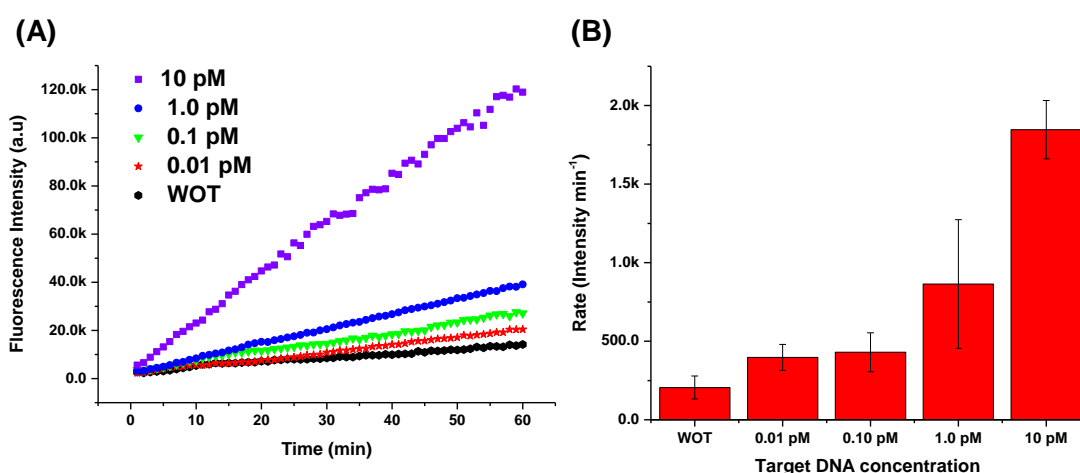 (A)
Fluorescence Intensity (a.u)
120.0k
100.0k
80.0k
60.0k
40.0k
20.0k
0.0
10 pM
1.0 pM
0.1 pM
0.01 pM
WOT
0 10 20 30 40 50 60
Time (min)
(B)
Rate (Intensity min⁻¹)
2.0k
1.5k
1.0k
500.0
0.0
WOT 0.01 pM 0.10 pM 1.0 pM 10 pM
Target DNA concentration